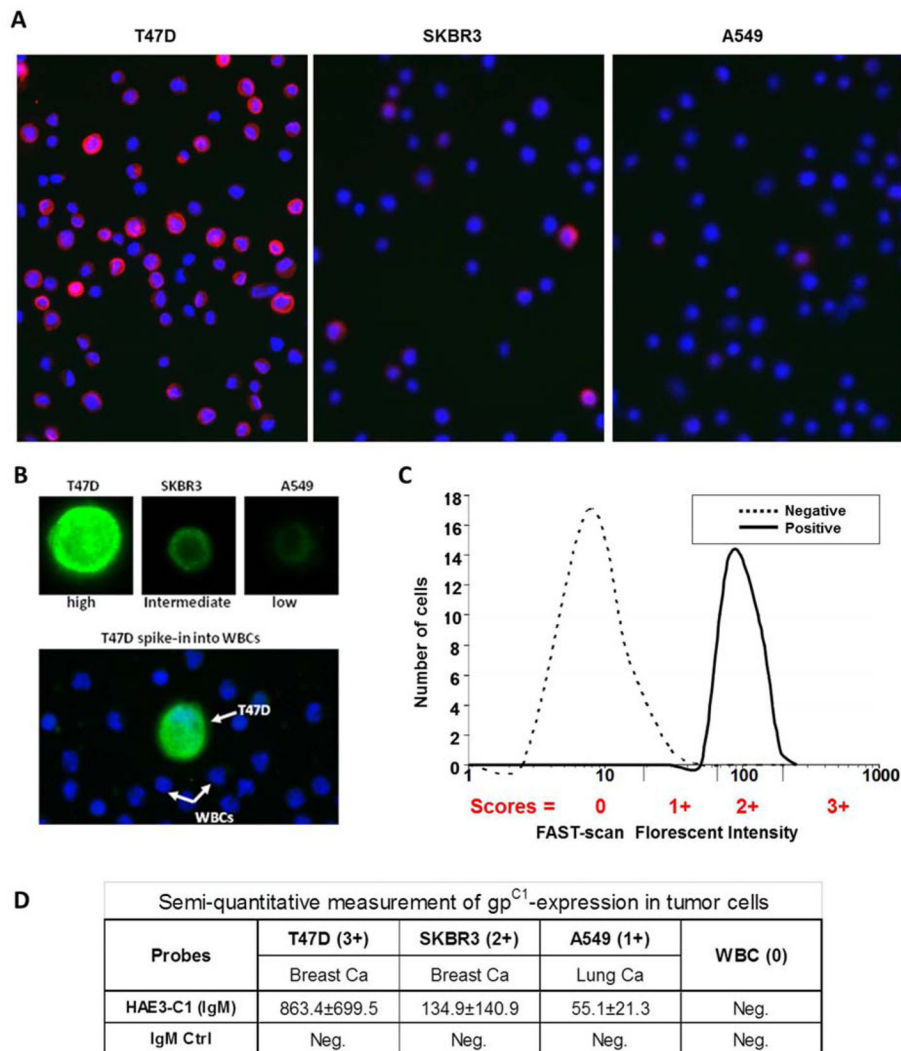 A
T47D SKBR3 A549
B
T47D SKBR3 A549
high Intermediate low
T47D spike-in into WBCs
T47D
WBCs
C
18
16
14
12
10
8
6
4
2
0
Number of cells
Negative
Positive
1 10 100 1000
Scores = 0 1+ 2+ 3+
FAST-scan Florescent Intensity
D
Semi-quantitative measurement of gpC1-expression in tumor cells
Probes T47D (3+) SKBR3 (2+) A549 (1+) WBC (0)
Breast Ca Breast Ca Lung Ca
HAE3-C1 (IgM) 863.4±699.5 134.9±140.9 55.1±21.3 Neg.
IgM Ctrl Neg. Neg. Neg. Neg.